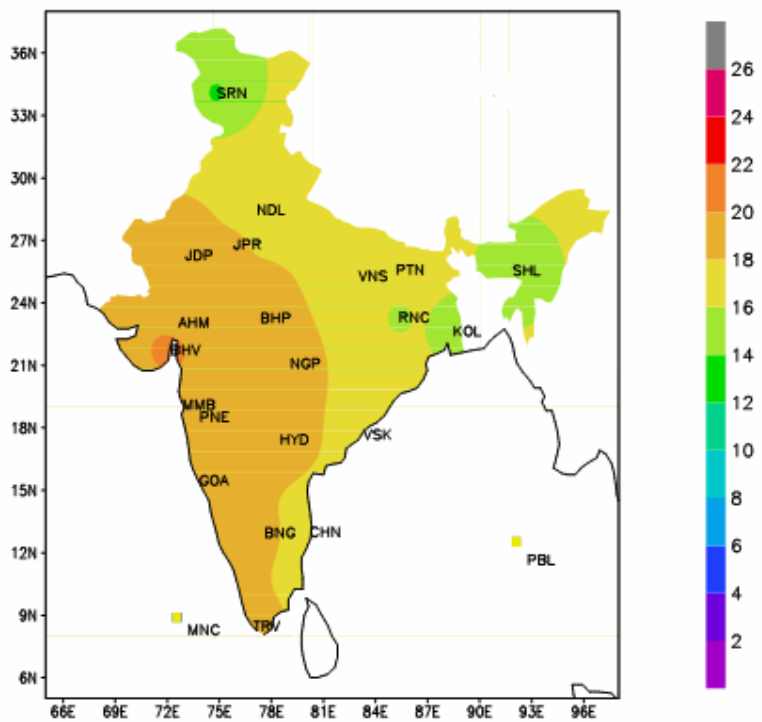 36N
26
SRN
33N
24
22
30N
NDL
20
27N
JPR
JDP
PTN
SHL
VNS
18
24N
RNC
AHM
BHP
KOL
16
BHV
21N
NGP
14
MMB
PNE
18N
HYD
VSK
12
10
15N
GOA
8
BNG
CHN
12N
PBL
6
4
9N
MNC
TRV
2
6N
66E 69E 72E 75E 78E 81E 84E 87E 90E 93E 96E